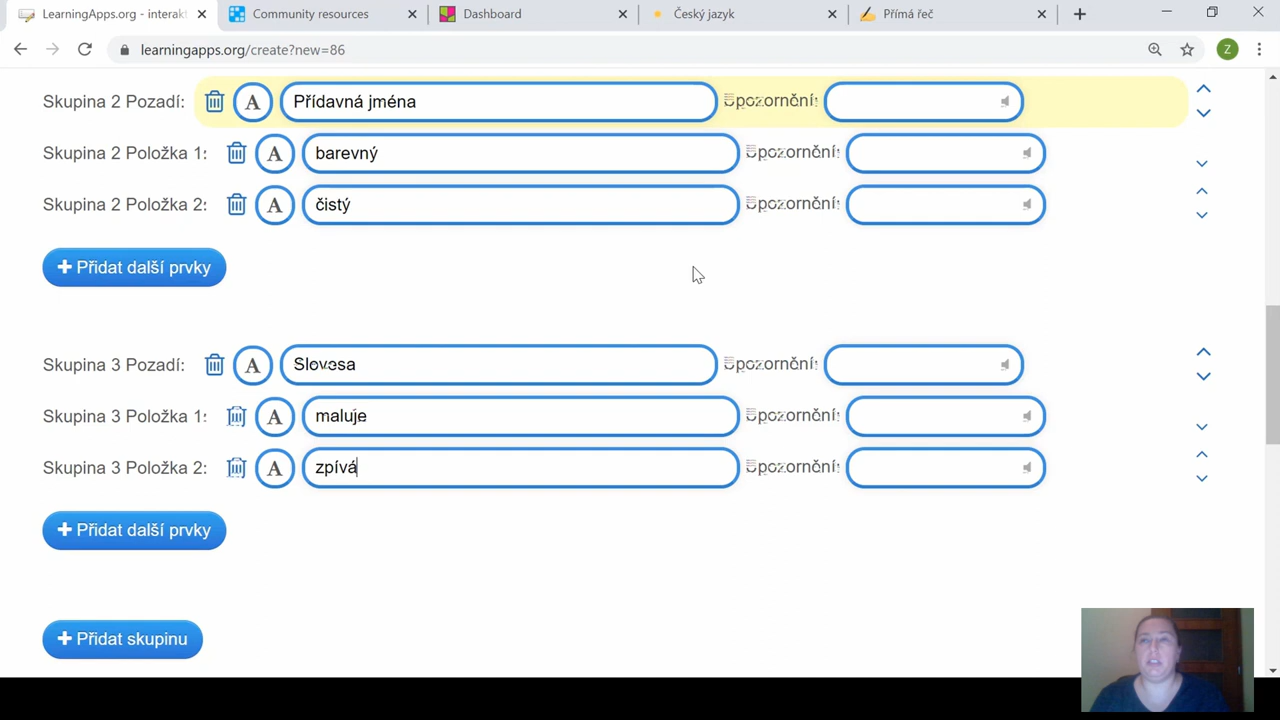 LearningApps.org - interakt
Community resources
Dashboard
Český jazyk
Přímá řeč
learningapps.org/create?new=86
Z
Skupina 2 Pozadí: A Přídavná jména Upozornění:
Skupina 2 Položka 1: A barevný Upozornění:
Skupina 2 Položka 2: A čistý Upozornění:
+ Přidat další prvky
Skupina 3 Pozadí: A Slovesa Upozornění:
Skupina 3 Položka 1: A maluje Upozornění:
Skupina 3 Položka 2: A zpívá Upozornění:
+ Přidat další prvky
+ Přidat skupinu